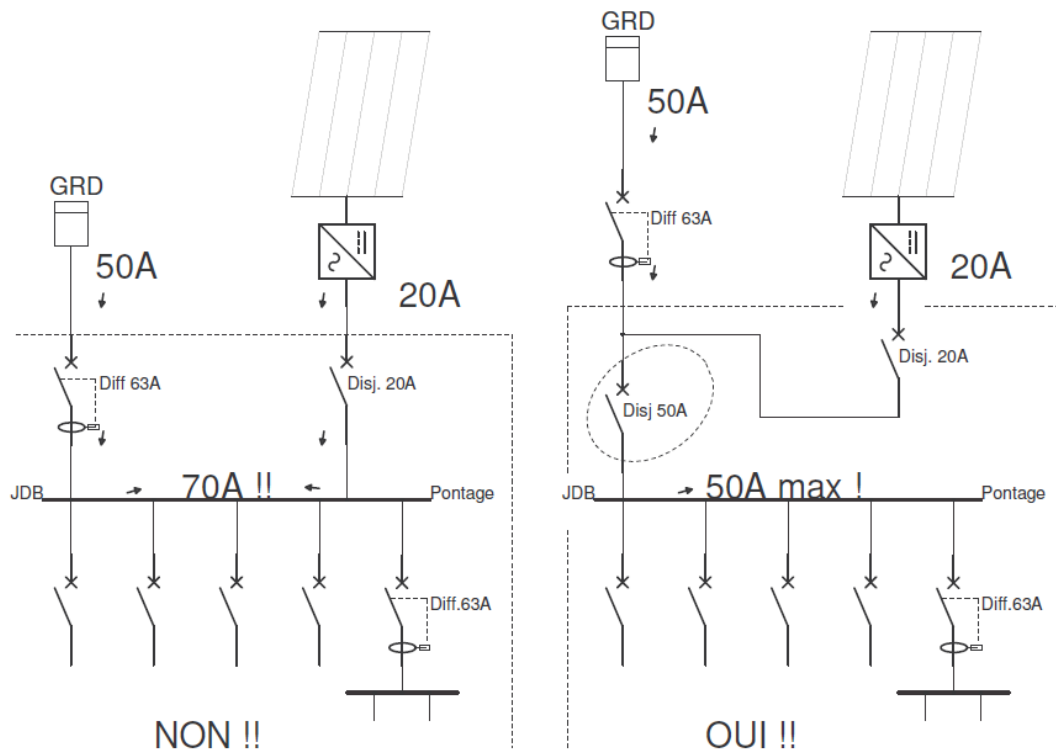 GRD
50A
20A
Diff 63A
Disj. 20A
JDB
70A !!
Pontage
Diff.63A
NON !!
GRD
50A
Diff 63A
20A
Disj. 20A
Disj 50A
JDB
50A max !
Pontage
Diff.63A
OUI !!